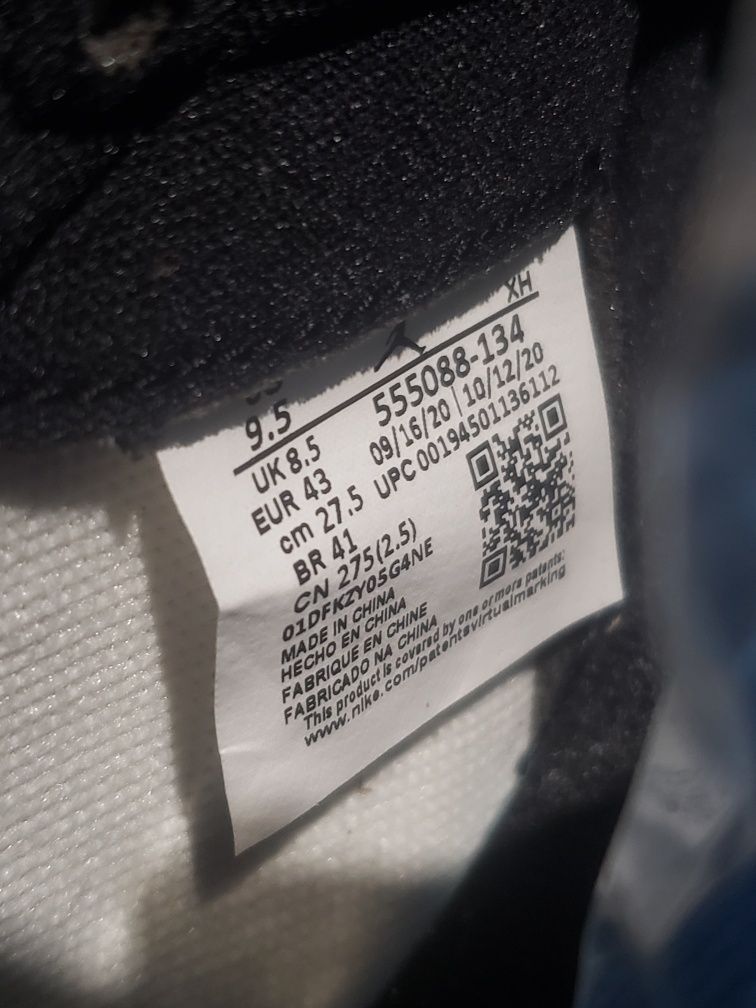 XH
9.5
555088-134
UK 8.5
09/16/20 | 10/12/20
EUR 43
UPC 00194501136112
cm 27.5
BR 41
CN 275(2.5)
01DFKZY05G4NE
MADE IN CHINA
HECHO EN CHINA
FABRIQUE EN CHINE
FABRICADO NA CHINA
This product is covered by one or more patents:
www.nike.com/patentsvirtualmarking